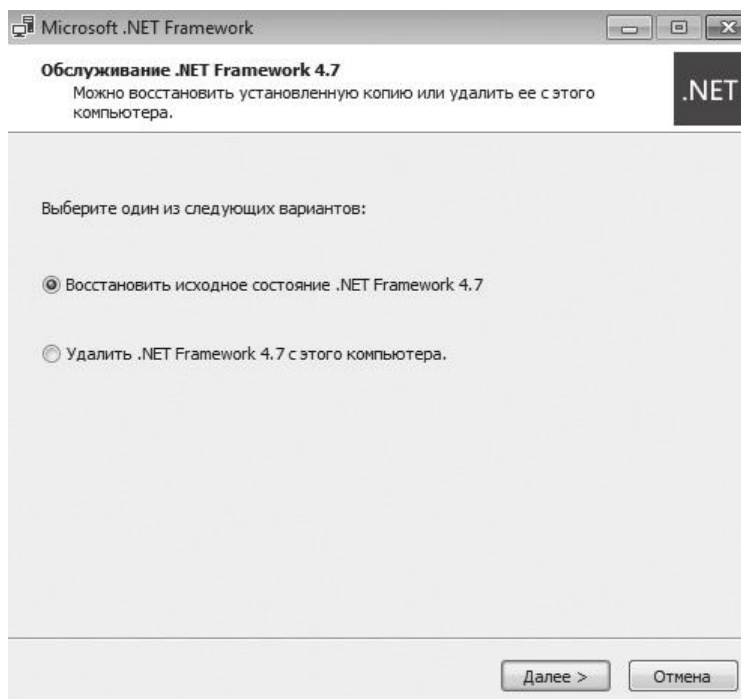 Microsoft .NET Framework
Обслуживание .NET Framework 4.7
Можно восстановить установленную копию или удалить ее с этого
компьютера.
.NET
Выберите один из следующих вариантов:
Восстановить исходное состояние .NET Framework 4.7
Удалить .NET Framework 4.7 с этого компьютера.
Далее >
Отмена